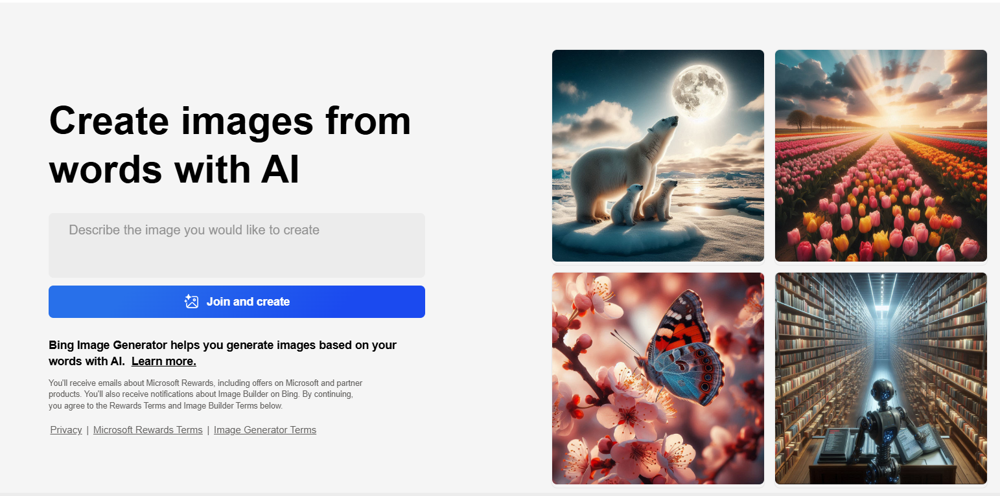 Create images from
words with AI
Describe the image you would like to create
Join and create
Bing Image Generator helps you generate images based on your
words with AI. Learn more.
You'll receive emails about Microsoft Rewards, including offers on Microsoft and partner
products. You'll also receive notifications about Image Builder on Bing. By continuing,
you agree to the Rewards Terms and Image Builder Terms below.
Privacy | Microsoft Rewards Terms | Image Generator Terms